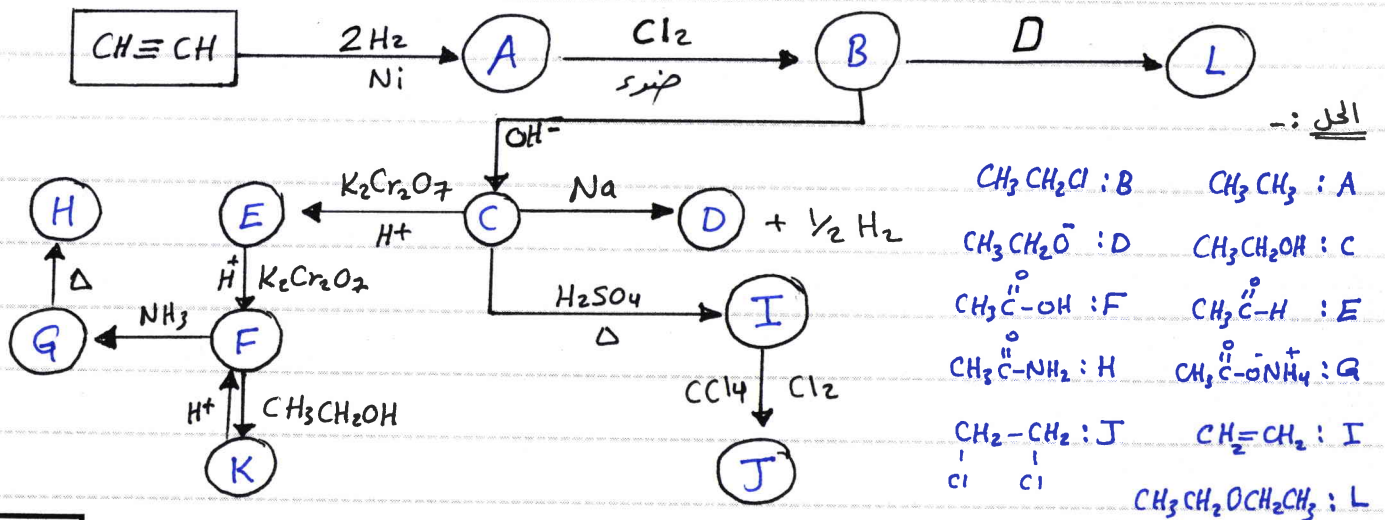 CH≡CH 2H2 Ni A Cl2 ضوء B D L
الحل :-
OH-
H K2Cr2O7 H+ E C Na D + 1/2 H2
Δ H+ K2Cr2O7
G NH3 F H2SO4 Δ I
H+ CH3CH2OH CCl4 Cl2
K J
CH3CH2Cl : B CH3CH3 : A
CH3CH2O- : D CH3CH2OH : C
O O
CH3C-OH : F CH3C-H : E
O O
CH3C-NH2 : H CH3C-O-NH4+ : G
CH2-CH2 : J CH2=CH2 : I
Cl Cl
CH3CH2OCH2CH3 : L